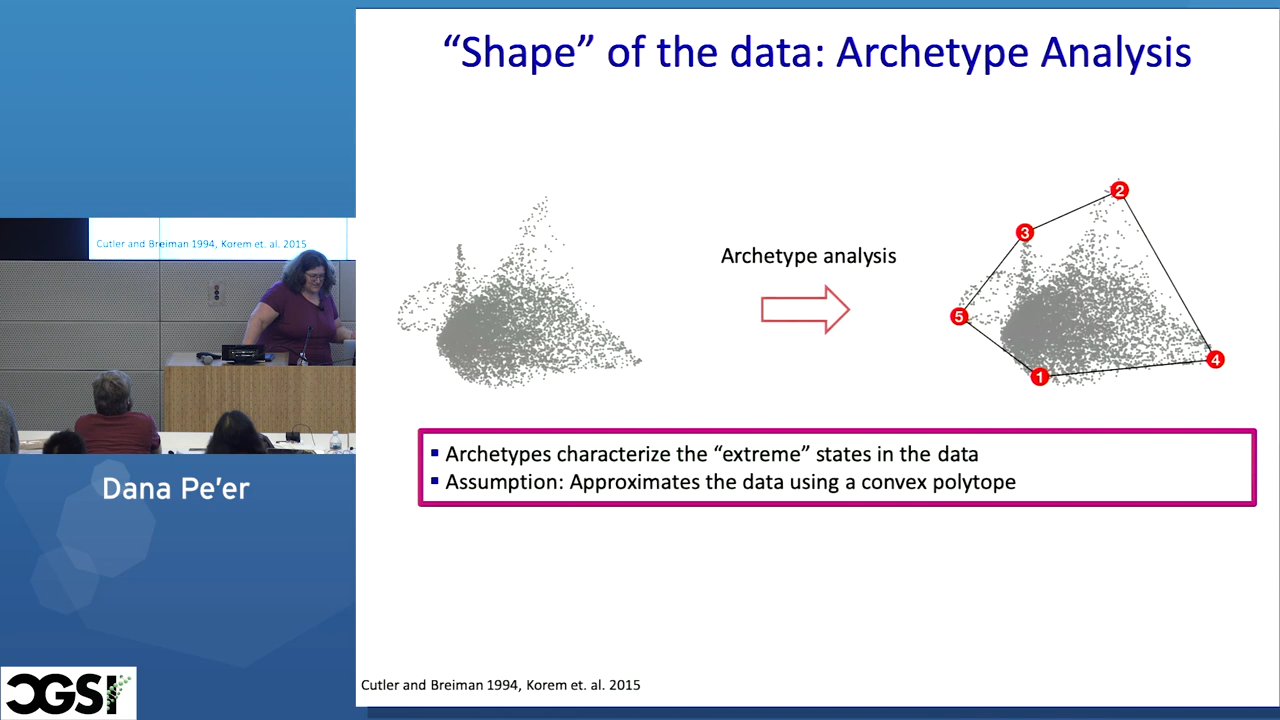 “Shape” of the data: Archetype Analysis
Archetype analysis
2
3
5
4
1
Archetypes characterize the “extreme” states in the data
Assumption: Approximates the data using a convex polytope
Cutler and Breiman 1994, Korem et. al. 2015
Cutler and Breiman 1994, Korem et. al. 2015
Dana Pe’er
CGSI